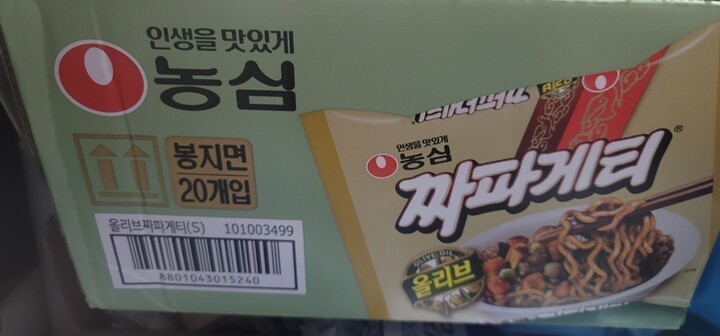 인생을 맛있게
농심
봉지면
20개입
올리브짜파게티(S) 101003499
8801043015240
인생을 맛있게
농심
짜파게티®
OLIVE OIL
올리브